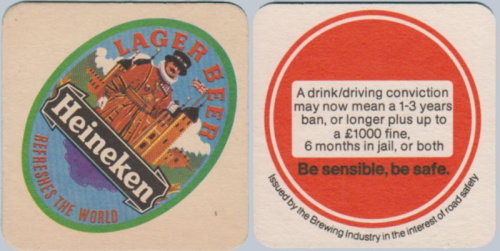 LAGER BEER
Heineken
REFRESHES THE WORLD
A drink/driving conviction
may now mean a 1-3 years
ban, or longer plus up to
a £1000 fine,
6 months in jail, or both
Be sensible, be safe.
Issued by the Brewing Industry in the interest of road safety